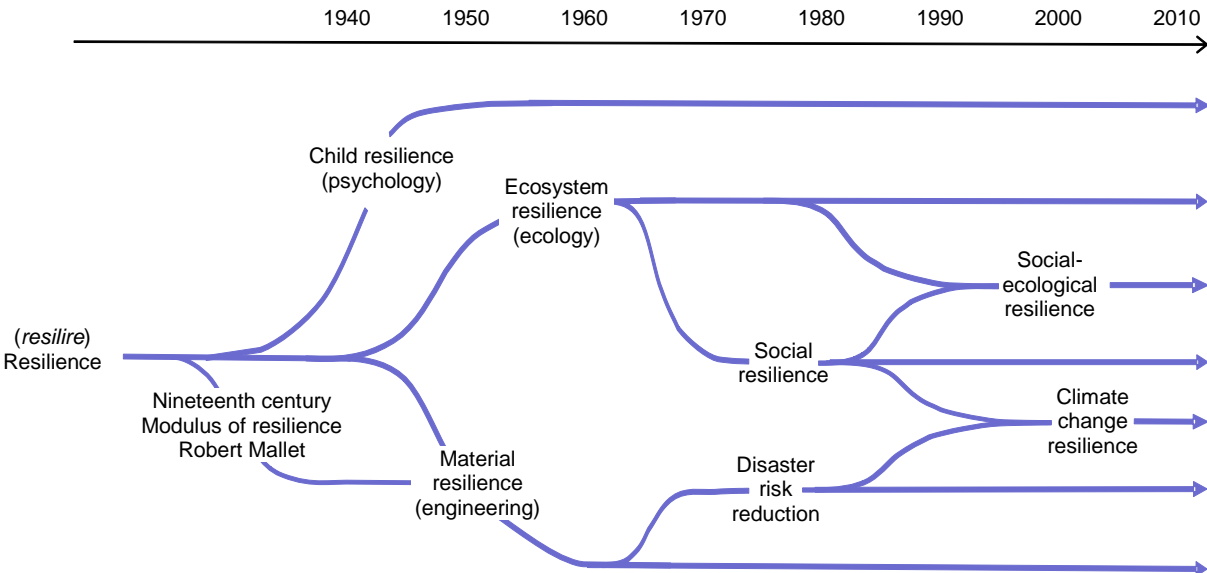 1940 1950 1960 1970 1980 1990 2000 2010
Child resilience
(psychology)
Ecosystem
resilience
(ecology)
Social-
ecological
resilience
(resilire)
Resilience
Social
resilience
Nineteenth century
Modulus of resilience
Robert Mallet
Climate
change
resilience
Material
resilience
(engineering)
Disaster
risk
reduction